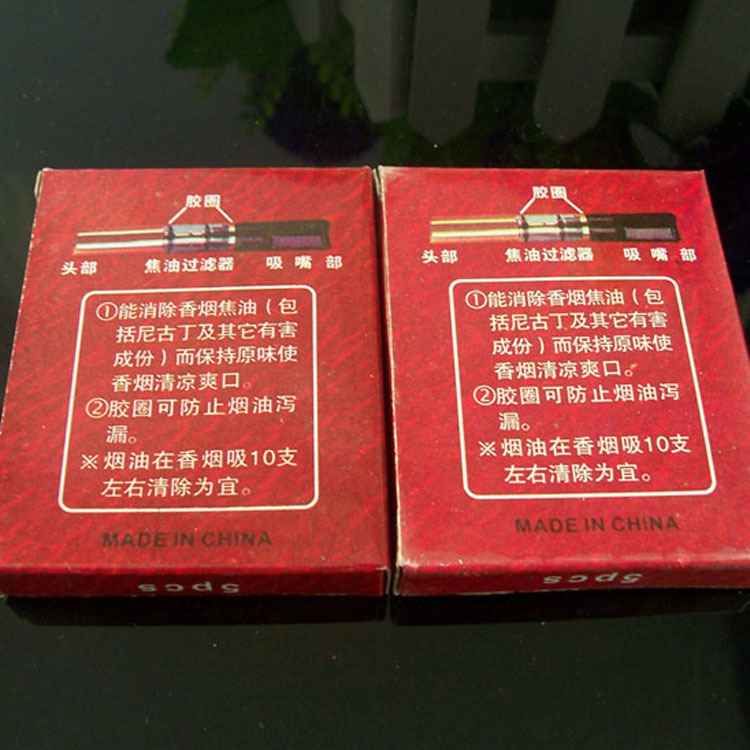 胶圈
头部 焦油过滤器 吸嘴部
①能消除香烟焦油(包
括尼古丁及其它有害
成份)而保持原味使
香烟清凉爽口。
②胶圈可防止烟油泻
漏。
※烟油在香烟吸10支
左右清除为宜。
MADE IN CHINA
5pcs
胶圈
头部 焦油过滤器 吸嘴部
①能消除香烟焦油(包
括尼古丁及其它有害
成份)而保持原味使
香烟清凉爽口。
②胶圈可防止烟油泻
漏。
※烟油在香烟吸10支
左右清除为宜。
MADE IN CHINA
5pcs